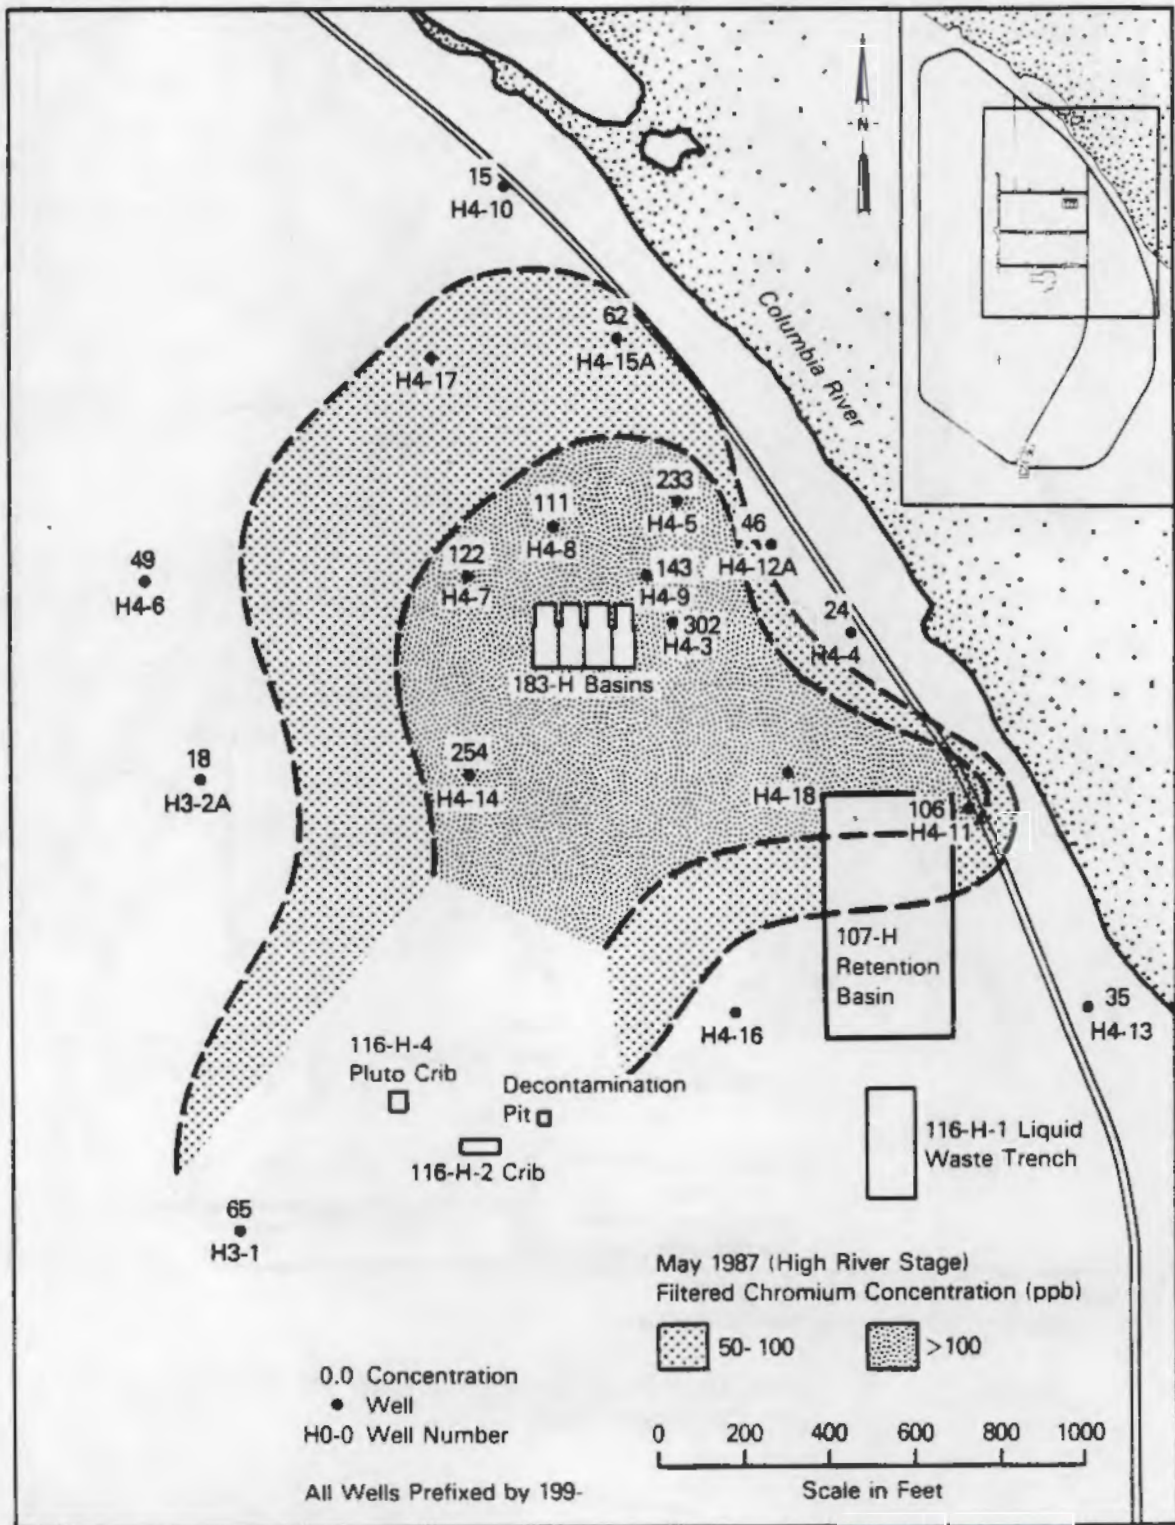 N
15
H4-10
Columbia River
62
H4-15A
H4-17
233
H4-5
111
H4-8
46
H4-12A
49
H4-6
122
H4-7
143
H4-9
302
H4-3
24
H4-4
183-H Basins
18
H3-2A
254
H4-14
H4-18
106
H4-11
107-H
Retention
Basin
35
H4-13
H4-16
116-H-4
Pluto Crib
Decontamination
Pit
116-H-2 Crib
116-H-1 Liquid
Waste Trench
65
H3-1
May 1987 (High River Stage)
Filtered Chromium Concentration (ppb)
50-100
>100
0.0 Concentration
Well
H0-0 Well Number
0 200 400 600 800 1000
Scale in Feet
All Wells Prefixed by 199-